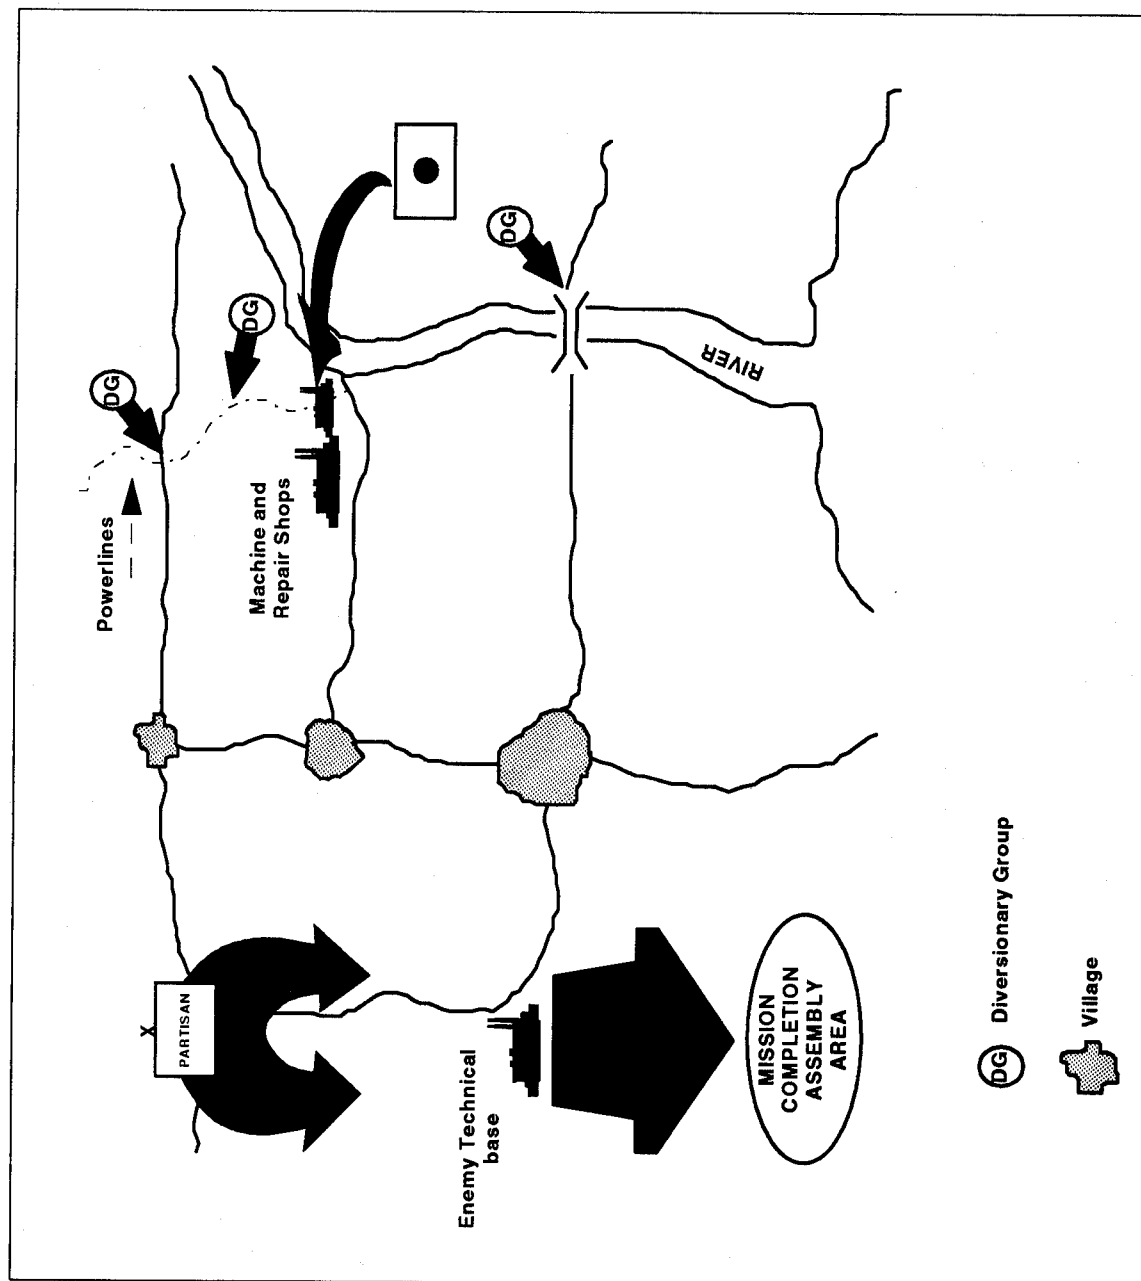 Powerlines
DG
DG
Machine and
Repair Shops
DG
RIVER
X
PARTISAN
Enemy Technical
base
MISSION
COMPLETION
ASSEMBLY
AREA
DG Diversionary Group
Village